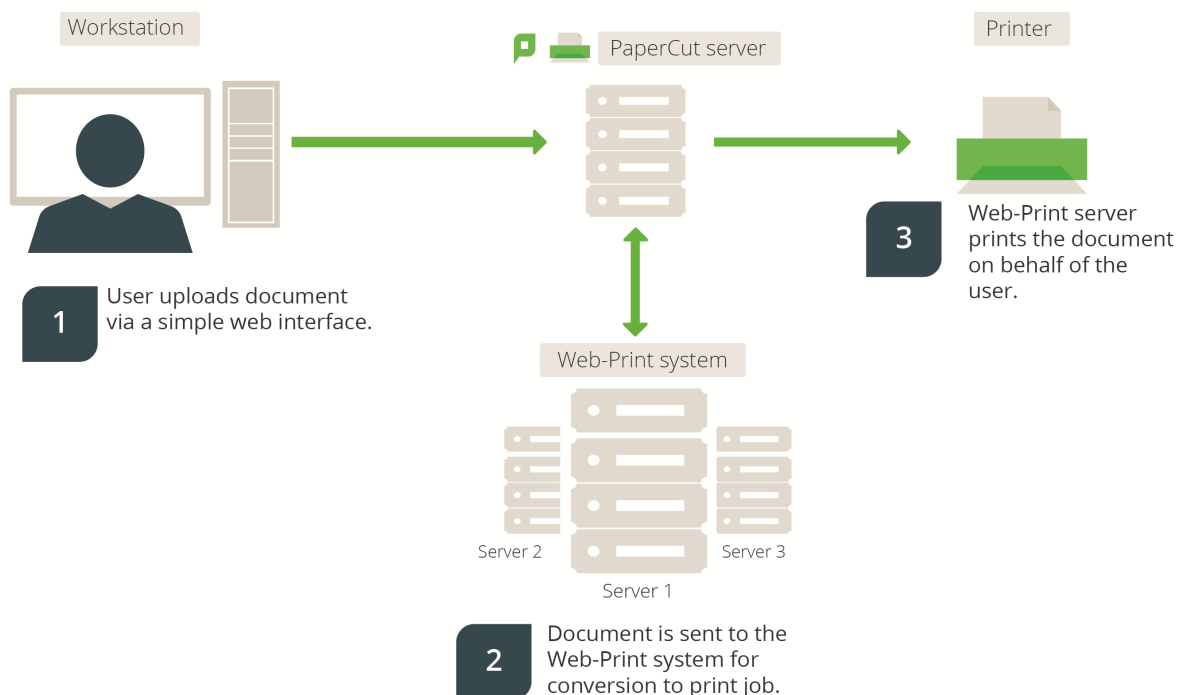 Workstation
PaperCut server
Printer
1
User uploads document
via a simple web interface.
3
Web-Print server
prints the document
on behalf of the
user.
Web-Print system
Server 2
Server 3
Server 1
2
Document is sent to the
Web-Print system for
conversion to print job.